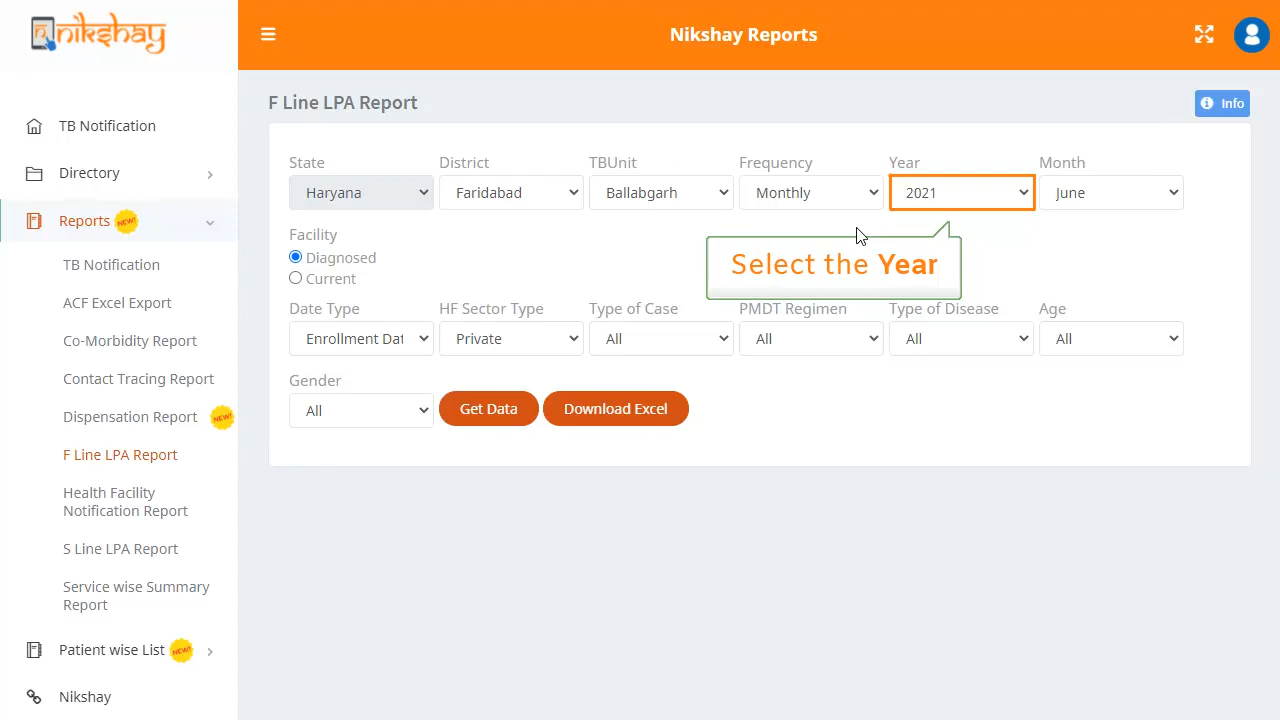 nikshay
Nikshay Reports
TB Notification
Directory
Reports NEW!
TB Notification
ACF Excel Export
Co-Morbidity Report
Contact Tracing Report
Dispensation Report NEW!
F Line LPA Report
Health Facility
Notification Report
S Line LPA Report
Service wise Summary
Report
Patient wise List NEW!
Nikshay
F Line LPA Report
Info
State District TBUnit Frequency Year Month
Haryana Faridabad Ballabgarh Monthly 2021 June
Facility
Diagnosed
Current
Select the Year
Date Type HF Sector Type Type of Case PMDT Regimen Type of Disease Age
Enrollment Dat Private All All All All
Gender
All Get Data Download Excel